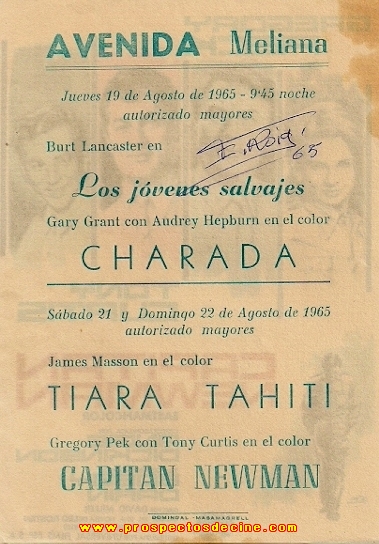 AVENIDA Meliana
Jueves 19 de Agosto de 1965 - 9'45 noche
autorizado mayores
Burt Lancaster en
65
Los jóvenes salvajes
Gary Grant con Audrey Hepburn en el color
CHARADA
Sábado 21 y Domingo 22 de Agosto de 1965
autorizado mayores
James Masson en el color
TIARA TAHITI
Gregory Pek con Tony Curtis en el color
CAPITAN NEWMAN
DOMINGAL - MASAMAGRELL
www.prospectosdecine.com